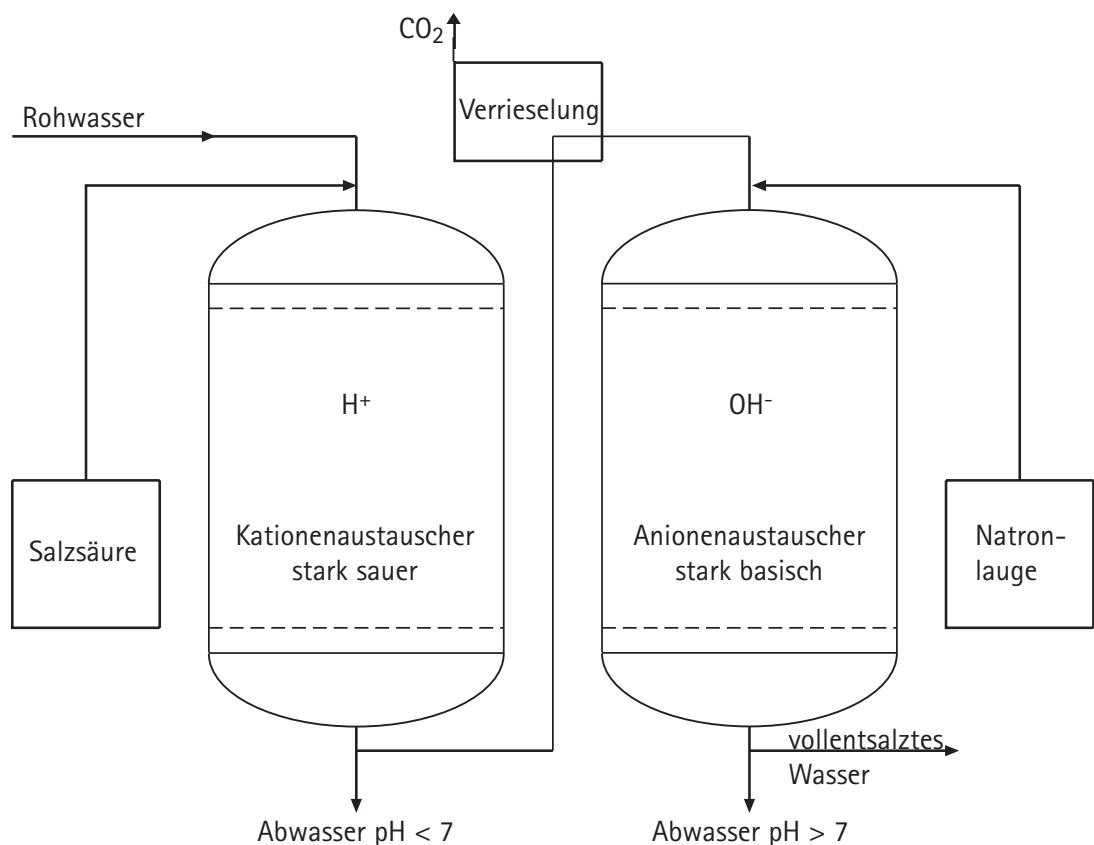 CO₂
Verrieselung
Rohwasser
H⁺
OH⁻
Salzsäure
Kationenaustauscher
stark sauer
Anionenaustauscher
stark basisch
Natron-
lauge
vollentsalztes
Wasser
Abwasser pH < 7
Abwasser pH > 7